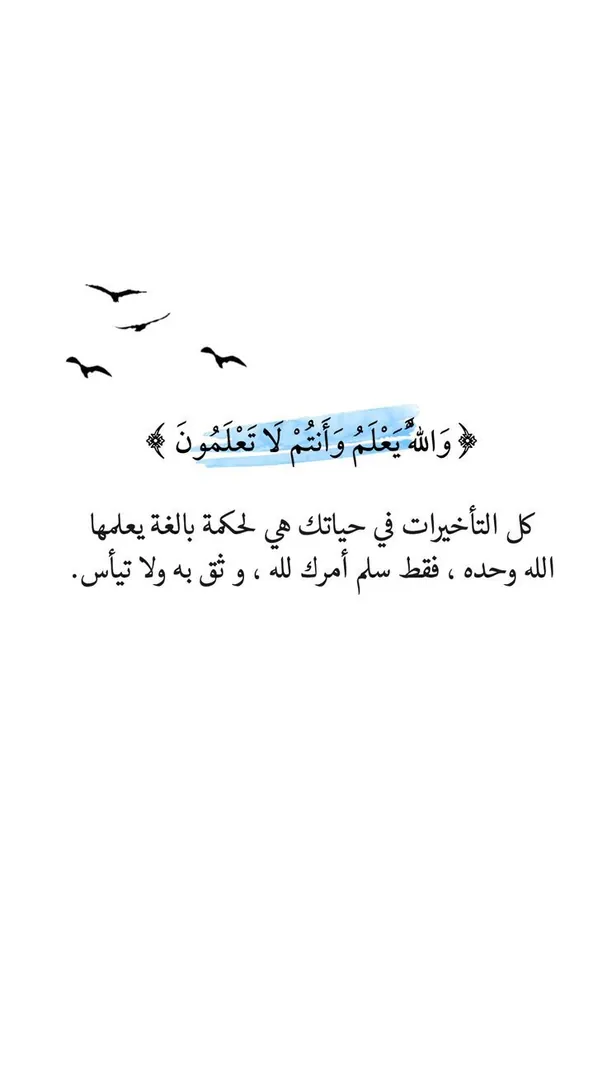 ﴿ وَاللَّهُ يَعْلَمُ وَأَنتُمْ لَا تَعْلَمُونَ ﴾
كل التأخيرات في حياتك هي لحكمة بالغة يعلمها
الله وحده ، فقط سلم أمرك لله ، و ثق به ولا تيأس.